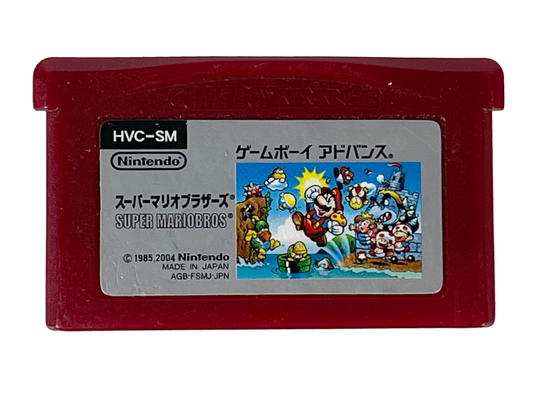 GAME BOY ADVANCE
HVC-SM
Nintendo®
ゲームボーイ アドバンス®
スーパーマリオブラザーズ®
SUPER MARIOBROS®
© 1985,2004 Nintendo
MADE IN JAPAN
AGB-FSMJ-JPN